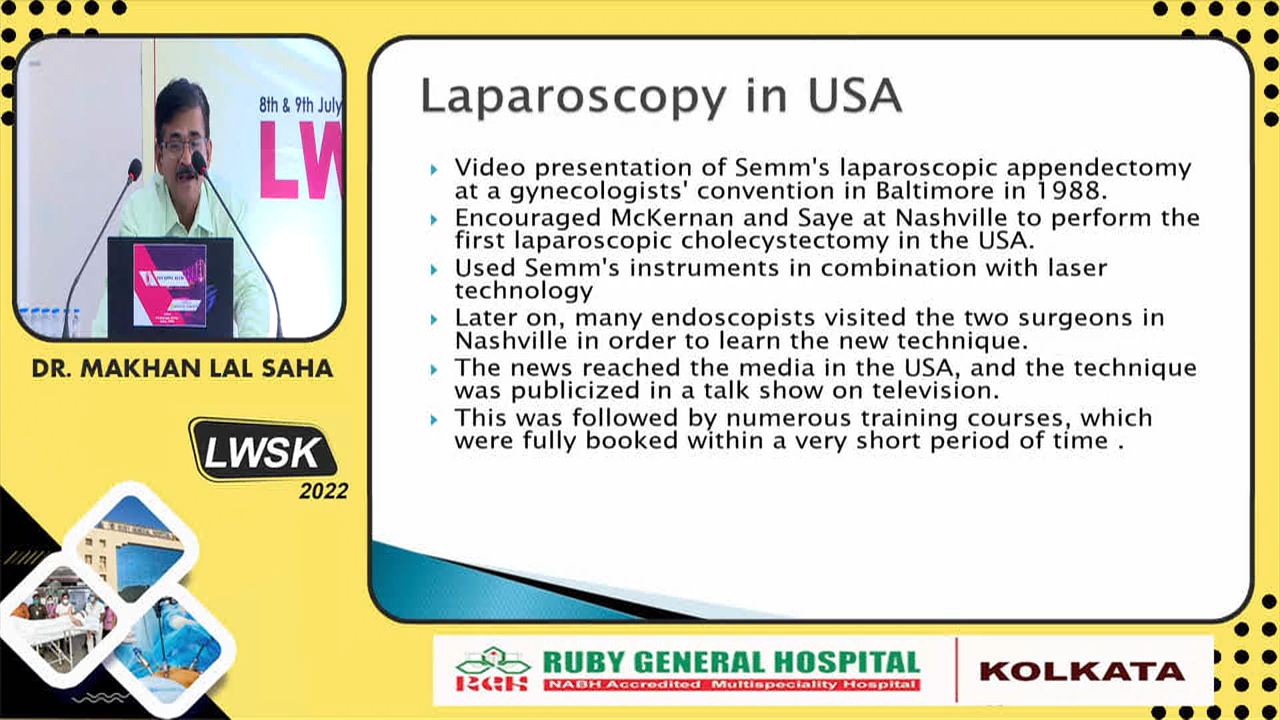 8th & 9th July
LW
DR. MAKHAN LAL SAHA
LWSK
2022
Laparoscopy in USA
Video presentation of Semm's laparoscopic appendectomy
at a gynecologists' convention in Baltimore in 1988.
Encouraged McKernan and Saye at Nashville to perform the
first laparoscopic cholecystectomy in the USA.
Used Semm's instruments in combination with laser
technology
Later on, many endoscopists visited the two surgeons in
Nashville in order to learn the new technique.
The news reached the media in the USA, and the technique
was publicized in a talk show on television.
This was followed by numerous training courses, which
were fully booked within a very short period of time .
RGH
RUBY GENERAL HOSPITAL
NABH Accredited Multispeciality Hospital
KOLKATA